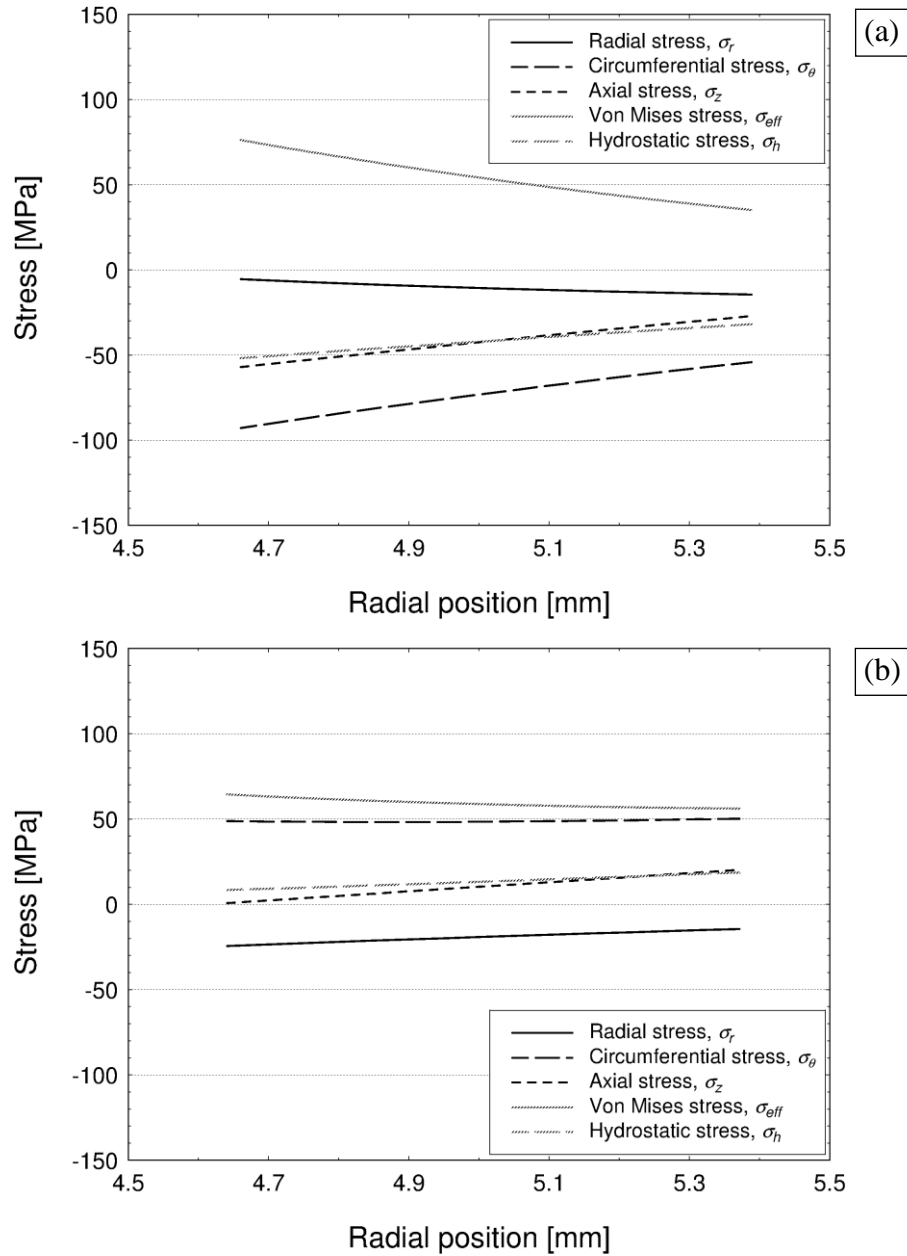 (a)
Radial stress, σr
Circumferential stress, σθ
Axial stress, σz
Von Mises stress, σeff
Hydrostatic stress, σh
150
100
50
0
-50
-100
-150
Stress [MPa]
4.5 4.7 4.9 5.1 5.3 5.5
Radial position [mm]
(b)
150
100
50
0
-50
-100
-150
Stress [MPa]
Radial stress, σr
Circumferential stress, σθ
Axial stress, σz
Von Mises stress, σeff
Hydrostatic stress, σh
4.5 4.7 4.9 5.1 5.3 5.5
Radial position [mm]